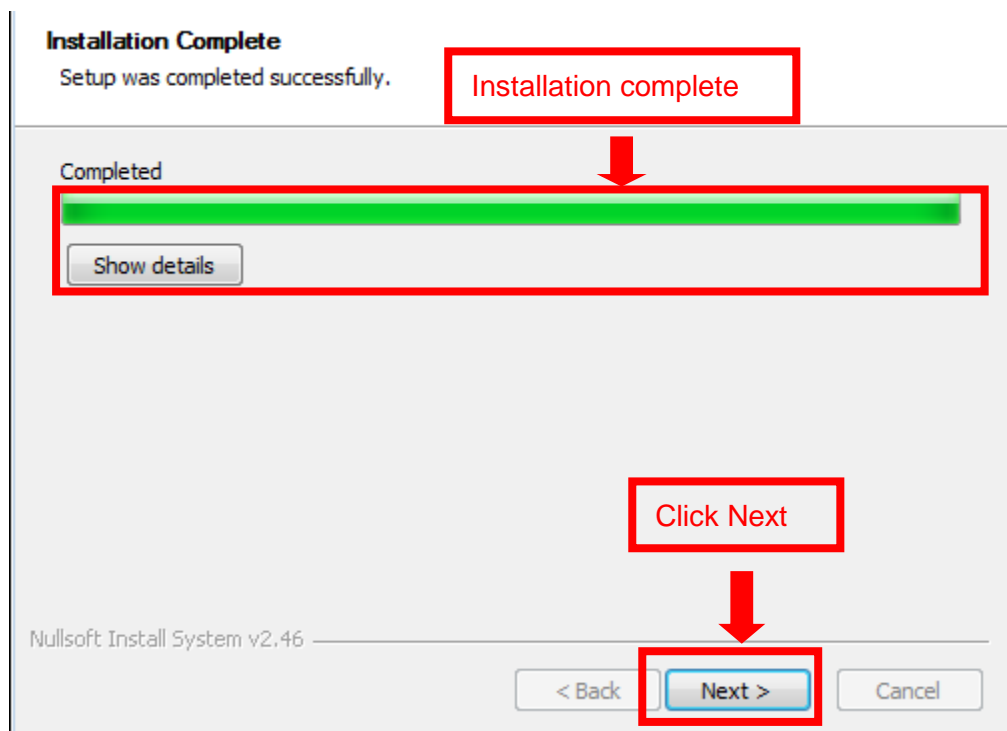 Installation Complete
Setup was completed successfully.
Installation complete
Completed
Show details
Click Next
Nullsoft Install System v2.46
< Back
Next >
Cancel